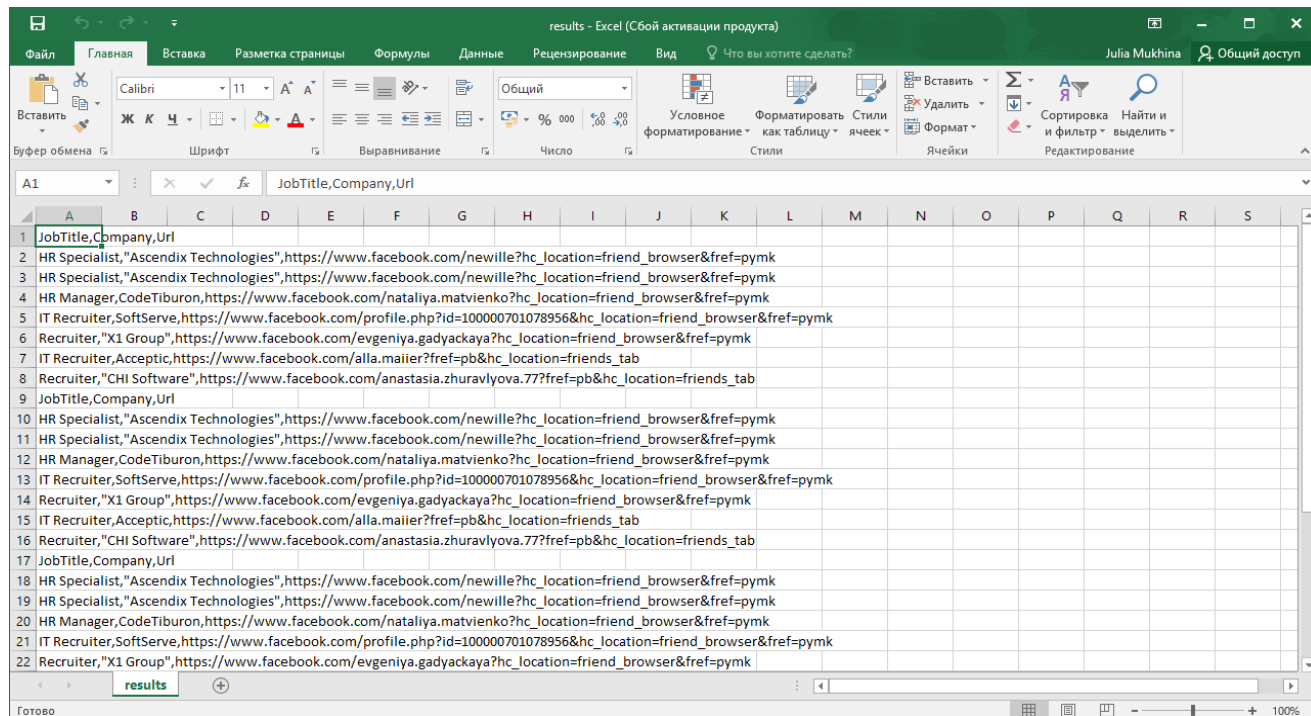 results - Excel (Сбой активации продукта)
Файл Главная Вставка Разметка страницы Формулы Данные Рецензирование Вид Что вы хотите сделать? Julia Mukhina Общий доступ
Вставить
Calibri 11
Ж К Ч
Общий
% 000
Условное форматирование
Форматировать как таблицу
Стили ячеек
Вставить
Удалить
Формат
Сортировка и фильтр
Найти и выделить
Буфер обмена Шрифт Выравнивание Число Стили Ячейки Редактирование
A1 fx JobTitle,Company,Url
A B C D E F G H I J K L M N O P Q R S
1 JobTitle,Company,Url
2 HR Specialist,"Ascendix Technologies",https://www.facebook.com/newille?hc_location=friend_browser&fref=pymk
3 HR Specialist,"Ascendix Technologies",https://www.facebook.com/newille?hc_location=friend_browser&fref=pymk
4 HR Manager,CodeTiburon,https://www.facebook.com/nataliya.matvienko?hc_location=friend_browser&fref=pymk
5 IT Recruiter,SoftServe,https://www.facebook.com/profile.php?id=100000701078956&hc_location=friend_browser&fref=pymk
6 Recruiter,"X1 Group",https://www.facebook.com/evgeniya.gadyackaya?hc_location=friend_browser&fref=pymk
7 IT Recruiter,Acceptic,https://www.facebook.com/alla.maiier?fref=pb&hc_location=friends_tab
8 Recruiter,"CHI Software",https://www.facebook.com/anastasia.zhuravlyova.77?fref=pb&hc_location=friends_tab
9 JobTitle,Company,Url
10 HR Specialist,"Ascendix Technologies",https://www.facebook.com/newille?hc_location=friend_browser&fref=pymk
11 HR Specialist,"Ascendix Technologies",https://www.facebook.com/newille?hc_location=friend_browser&fref=pymk
12 HR Manager,CodeTiburon,https://www.facebook.com/nataliya.matvienko?hc_location=friend_browser&fref=pymk
13 IT Recruiter,SoftServe,https://www.facebook.com/profile.php?id=100000701078956&hc_location=friend_browser&fref=pymk
14 Recruiter,"X1 Group",https://www.facebook.com/evgeniya.gadyackaya?hc_location=friend_browser&fref=pymk
15 IT Recruiter,Acceptic,https://www.facebook.com/alla.maiier?fref=pb&hc_location=friends_tab
16 Recruiter,"CHI Software",https://www.facebook.com/anastasia.zhuravlyova.77?fref=pb&hc_location=friends_tab
17 JobTitle,Company,Url
18 HR Specialist,"Ascendix Technologies",https://www.facebook.com/newille?hc_location=friend_browser&fref=pymk
19 HR Specialist,"Ascendix Technologies",https://www.facebook.com/newille?hc_location=friend_browser&fref=pymk
20 HR Manager,CodeTiburon,https://www.facebook.com/nataliya.matvienko?hc_location=friend_browser&fref=pymk
21 IT Recruiter,SoftServe,https://www.facebook.com/profile.php?id=100000701078956&hc_location=friend_browser&fref=pymk
22 Recruiter,"X1 Group",https://www.facebook.com/evgeniya.gadyackaya?hc_location=friend_browser&fref=pymk
results
Готово 100%